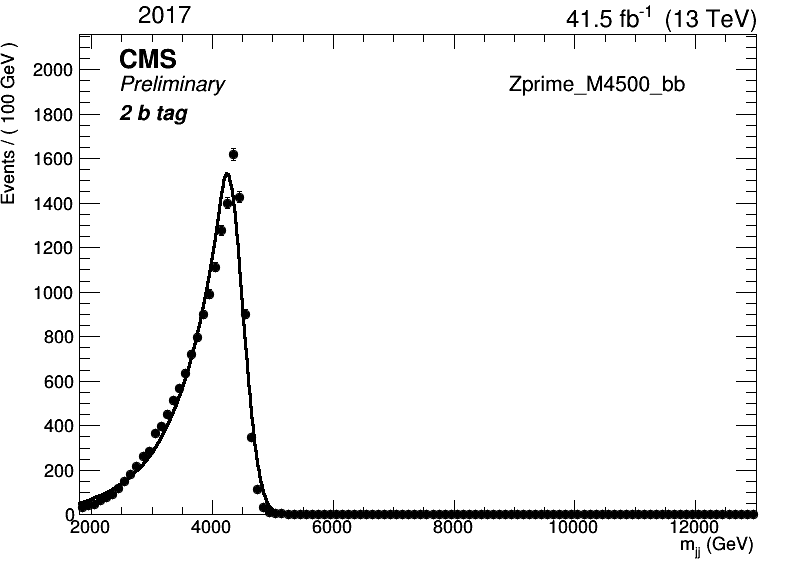 2017
41.5 fb-1 (13 TeV)
CMS
Preliminary
2 b tag
Zprime_M4500_bb
Events / ( 100 GeV )
2000
1800
1600
1400
1200
1000
800
600
400
200
0
2000 4000 6000 8000 10000 12000
mjj (GeV)